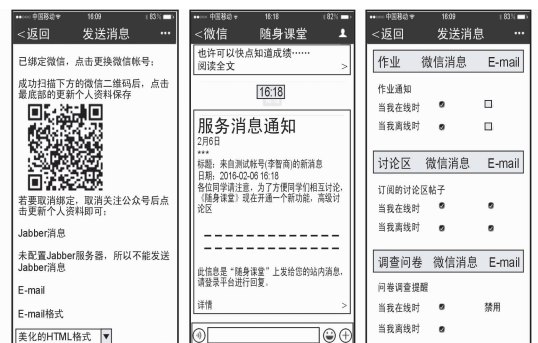 中国移动 16:09 83%
<返回 发送消息 •••
已绑定微信，点击更换微信帐号：
成功扫描下方的微信二维码后，点击
最底部的更新个人资料保存
若要取消绑定，取消关注公众号后点
击更新个人资料即可：
Jabber消息
未配置Jabber服务器，所以不能发送
Jabber消息
E-mail
E-mail格式
美化的HTML格式
中国移动 16:18 82%
<微信 随身课堂
也许可以快点知道成绩……
阅读全文 >
16:18
服务消息通知
2月6日
***
标题：来自测试帐号(李智商)的新消息
日期：2016-02-06 16:18
各位同学请注意，为了方便同学们相互讨论，
《随身课堂》现在开通一个新功能，高级讨
论区
此信息是“随身课堂”上发给您的站内消息，
请登录平台进行回复。
详情 >
中国移动 16:09 83%
<返回 发送消息 •••
作业 微信消息 E-mail
作业通知
当我在线时
当我离线时
讨论区 微信消息 E-mail
订阅的讨论区帖子
当我在线时
当我离线时
调查问卷 微信消息 E-mail
问卷调查提醒
当我在线时 禁用
当我离线时